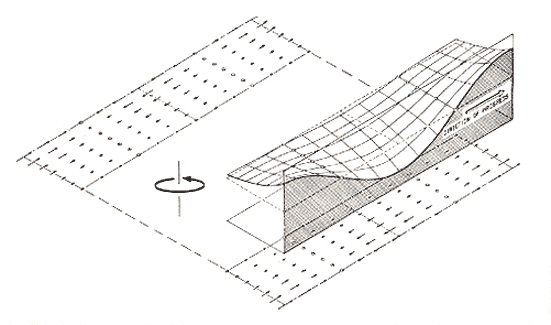 DIRECTION OF PROGRESS